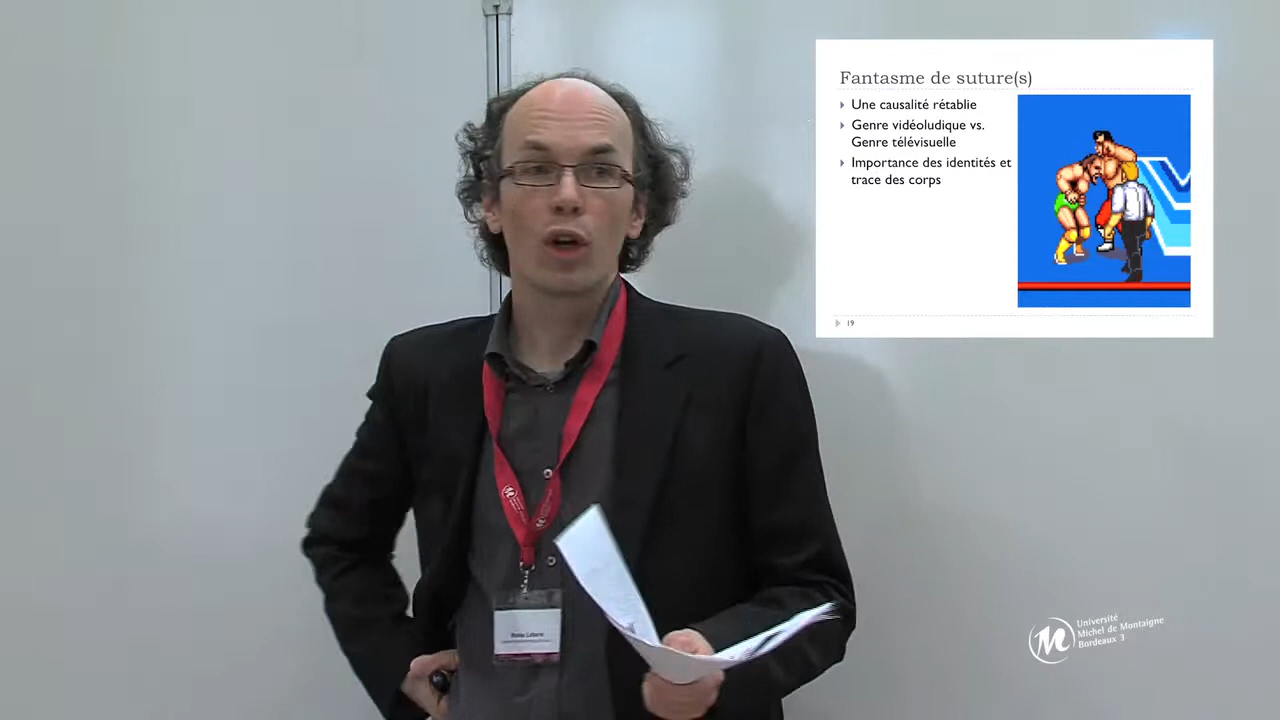 Fantasme de suture(s)
Une causalité rétablie
Genre vidéoludique vs.
Genre télévisuelle
Importance des identités et
trace des corps
19
Université
Michel de Montaigne
Bordeaux 3